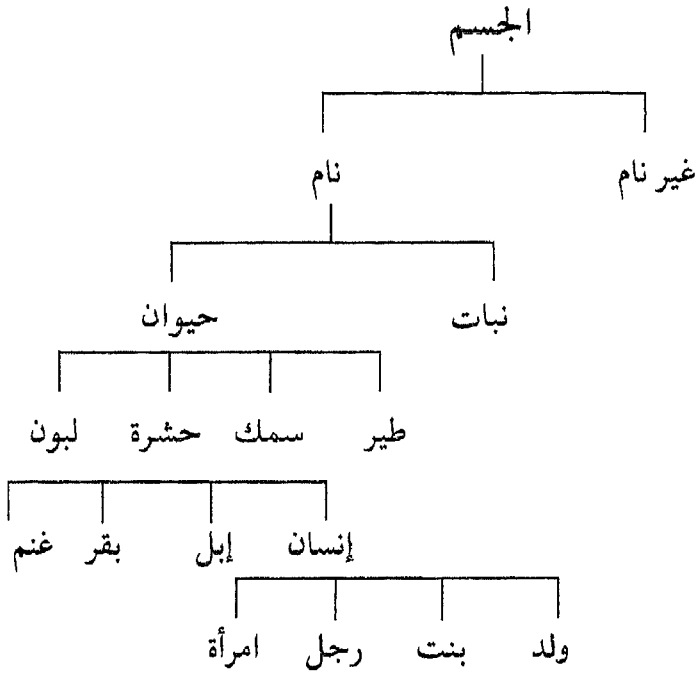 الجسم
غير نام نام
نبات حيوان
طير سمك حشرة لبون
إنسان إبل بقر غنم
ولد بنت رجل امرأة